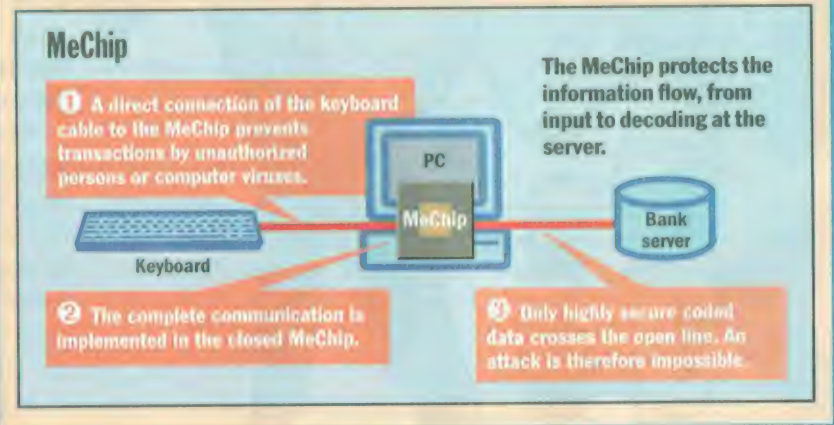 MeChip
The MeChip protects the
information flow, from
input to decoding at the
server.
❶ A direct connection of the keyboard
cable to the MeChip prevents
transactions by unauthorized
persons or computer viruses.
PC
MeChip
Bank
server
Keyboard
❷ The complete communication is
implemented in the closed MeChip.
❸ Only highly secure coded
data crosses the open line. An
attack is therefore impossible.